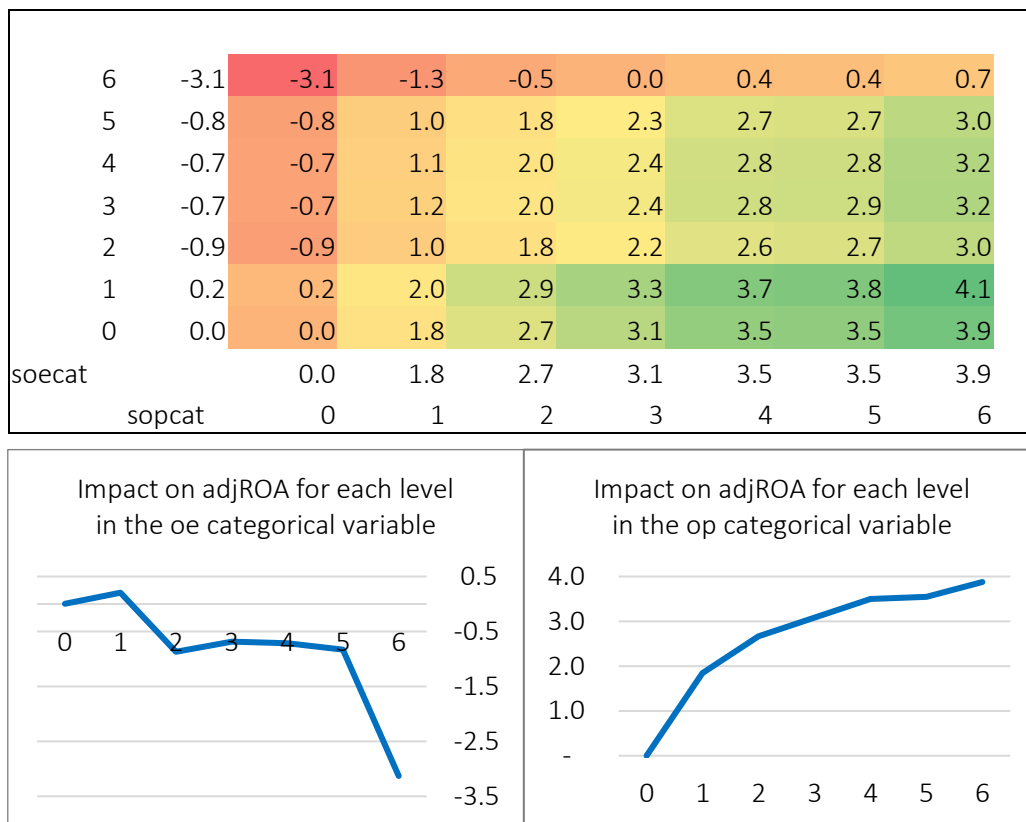 6 -3.1 -3.1 -1.3 -0.5 0.0 0.4 0.4 0.7
5 -0.8 -0.8 1.0 1.8 2.3 2.7 2.7 3.0
4 -0.7 -0.7 1.1 2.0 2.4 2.8 2.8 3.2
3 -0.7 -0.7 1.2 2.0 2.4 2.8 2.9 3.2
2 -0.9 -0.9 1.0 1.8 2.2 2.6 2.7 3.0
1 0.2 0.2 2.0 2.9 3.3 3.7 3.8 4.1
0 0.0 0.0 1.8 2.7 3.1 3.5 3.5 3.9
soecat 0.0 1.8 2.7 3.1 3.5 3.5 3.9
sopcat 0 1 2 3 4 5 6
Impact on adjROA for each level
in the oe categorical variable
0.5
-0.5
0 1 2 3 4 5 6
-1.5
-2.5
-3.5
Impact on adjROA for each level
in the op categorical variable
4.0
3.0
2.0
1.0
-
0 1 2 3 4 5 6